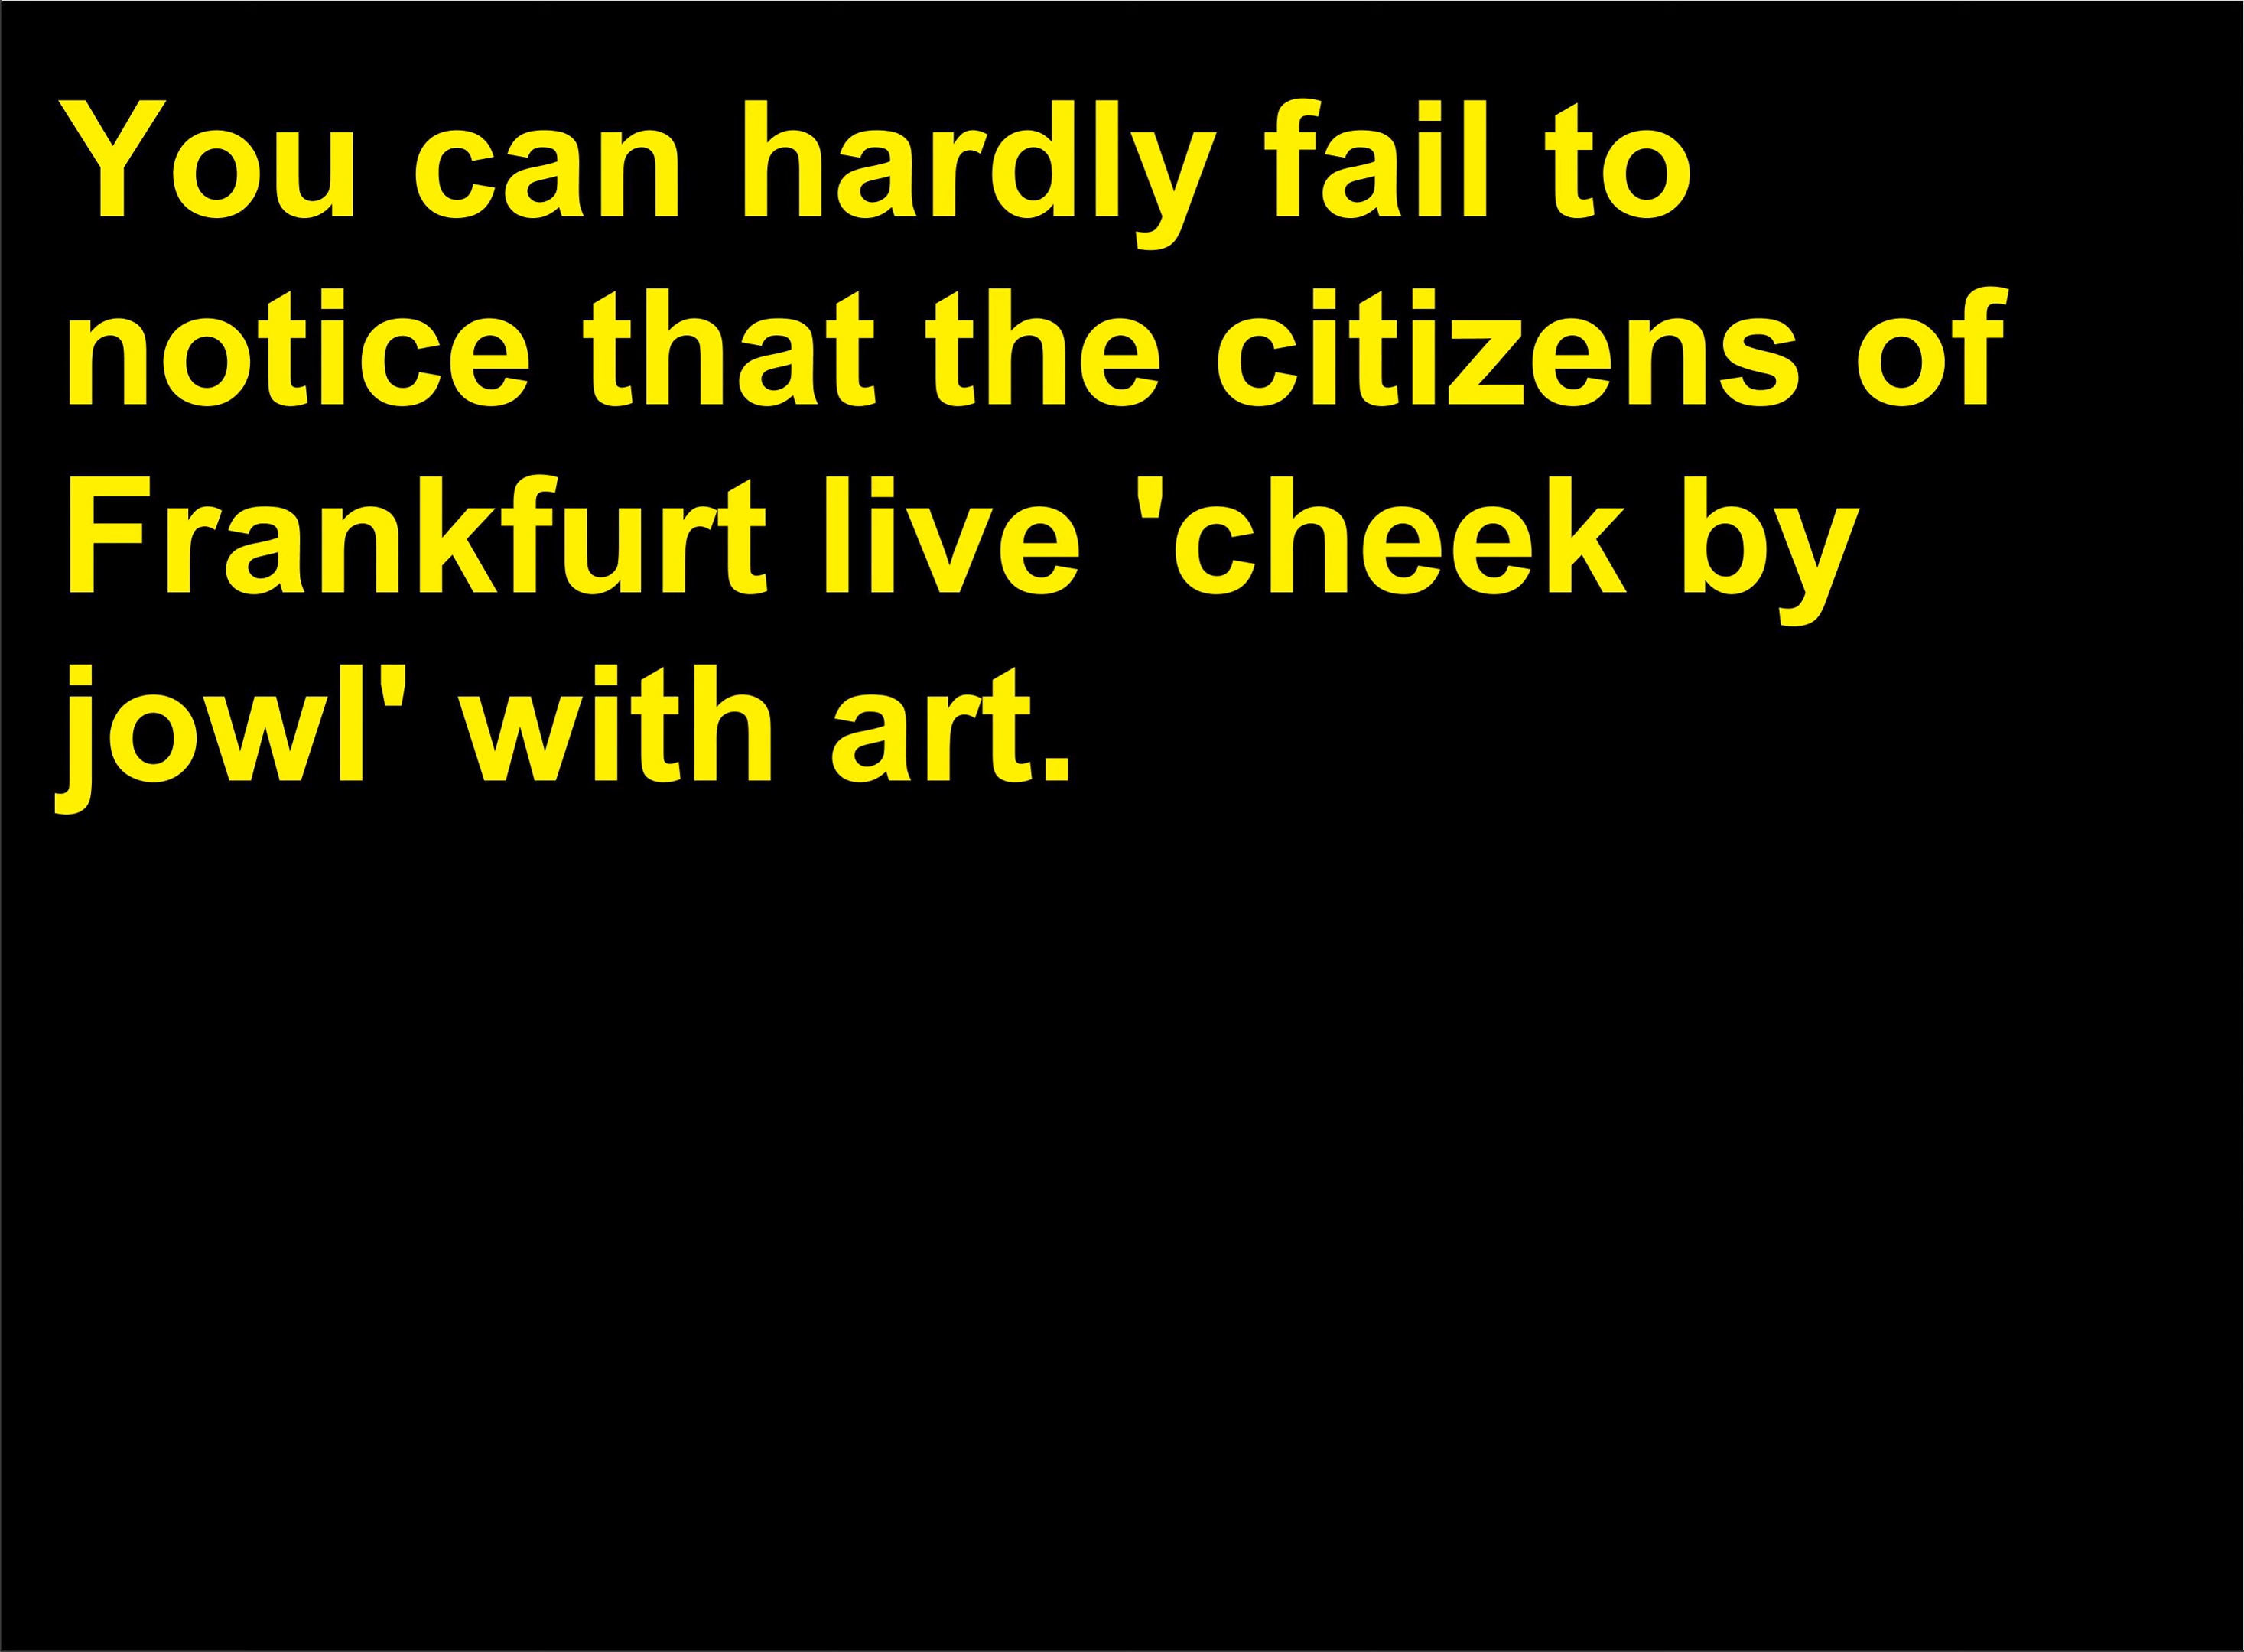 You can hardly fail to
notice that the citizens of
Frankfurt live 'cheek by
jowl' with art.